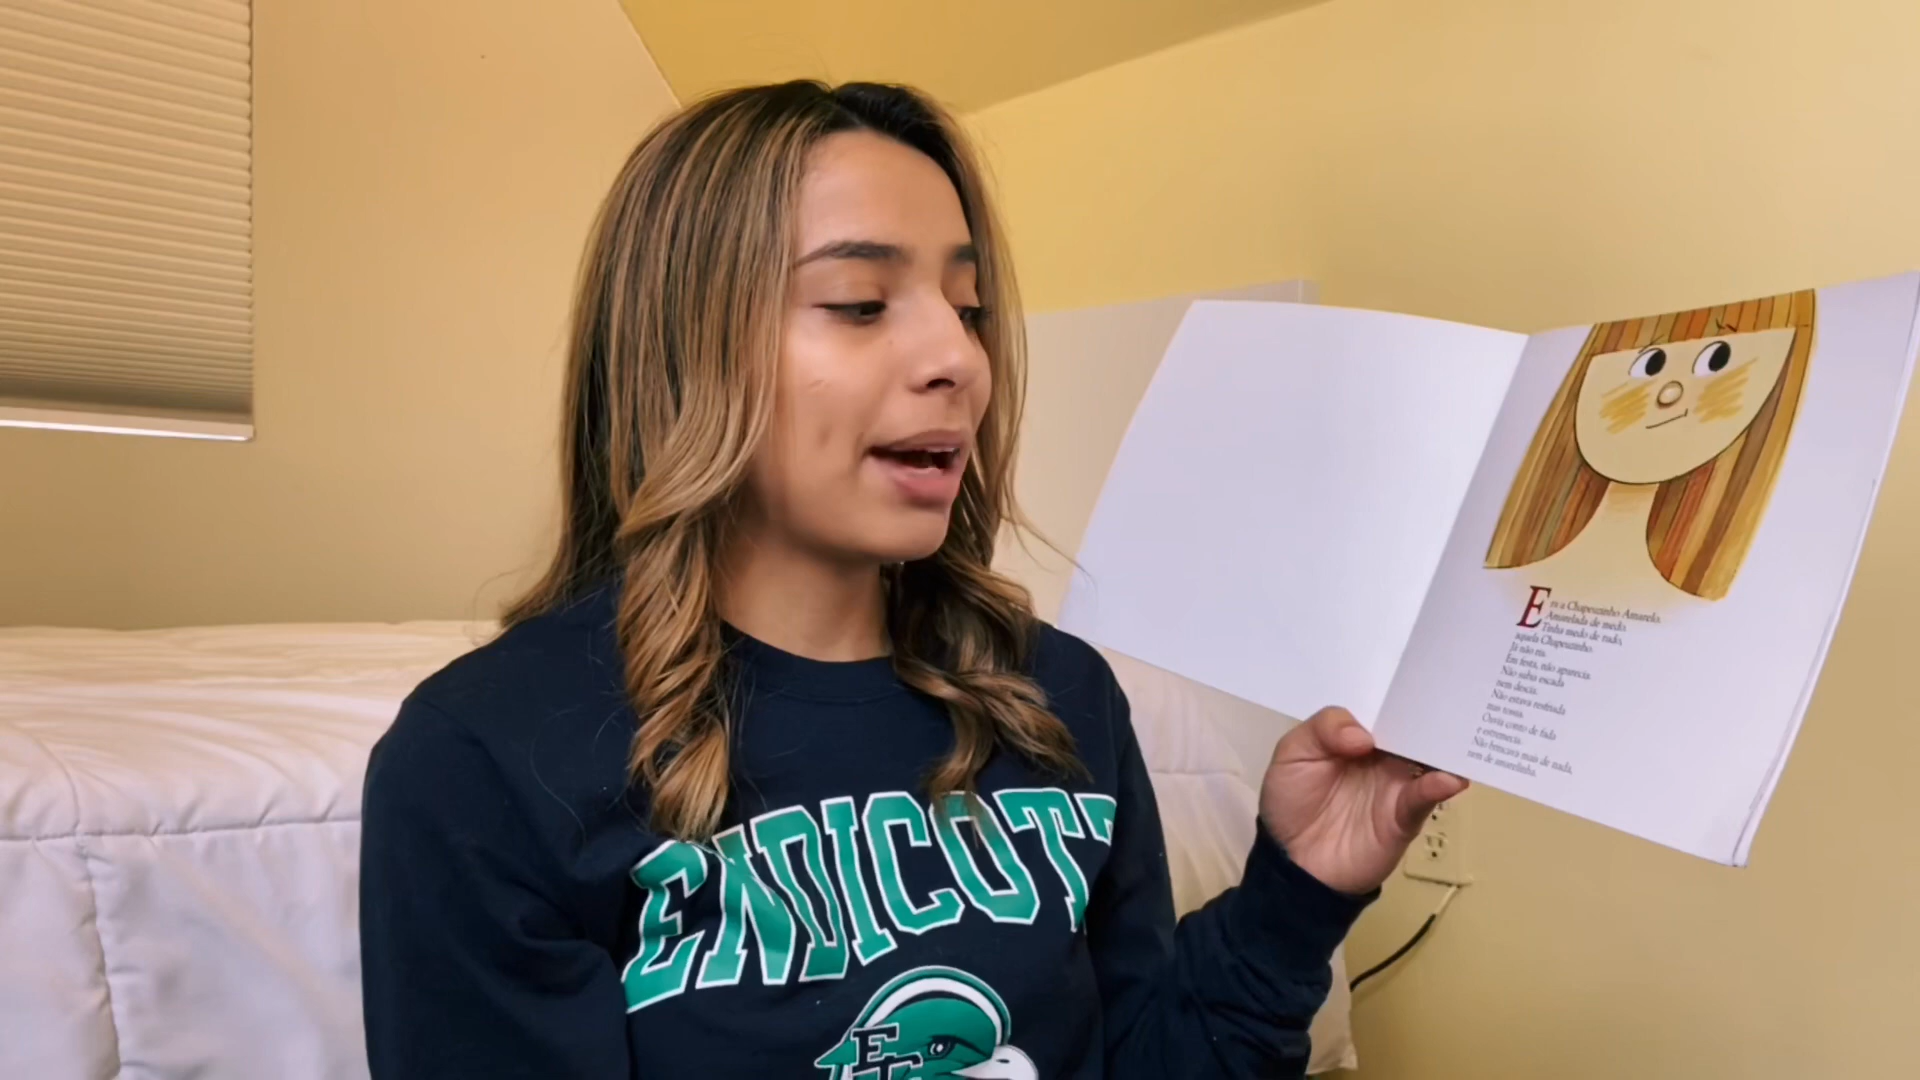 ENDICOTT
EC
Era a Chapeuzinho Amarelo.
Amarelada de medo.
Tinha medo de tudo,
aquela Chapeuzinho.
Já não ria.
Em festa, não aparecia.
Não subia escada
nem descia.
Não estava resfriada
mas tossia.
Ouvia conto de fada
e estremecia.
Não brincava mais de nada,
nem de amarelinha.